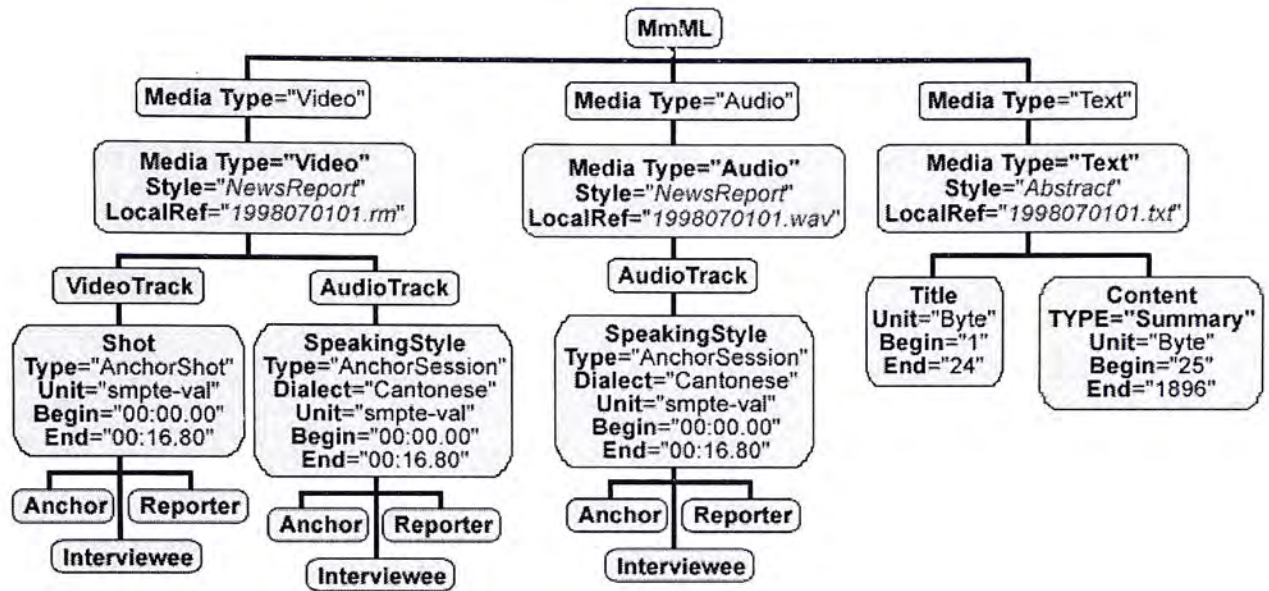 MmML
Media Type="Video"
Media Type="Audio"
Media Type="Text"
Media Type="Video"
Style="NewsReport"
LocalRef="1998070101.rm"
Media Type="Audio"
Style="NewsReport"
LocalRef="1998070101.wav"
Media Type="Text"
Style="Abstract"
LocalRef="1998070101.txt"
VideoTrack
AudioTrack
AudioTrack
Shot
Type="AnchorShot"
Unit="smpte-val"
Begin="00:00.00"
End="00:16.80"
SpeakingStyle
Type="AnchorSession"
Dialect="Cantonese"
Unit="smpte-val"
Begin="00:00.00"
End="00:16.80"
SpeakingStyle
Type="AnchorSession"
Dialect="Cantonese"
Unit="smpte-val"
Begin="00:00.00"
End="00:16.80"
Title
Unit="Byte"
Begin="1"
End="24"
Content
TYPE="Summary"
Unit="Byte"
Begin="25"
End="1896"
Anchor
Reporter
Interviewee
Anchor
Reporter
Interviewee
Anchor
Reporter
Interviewee